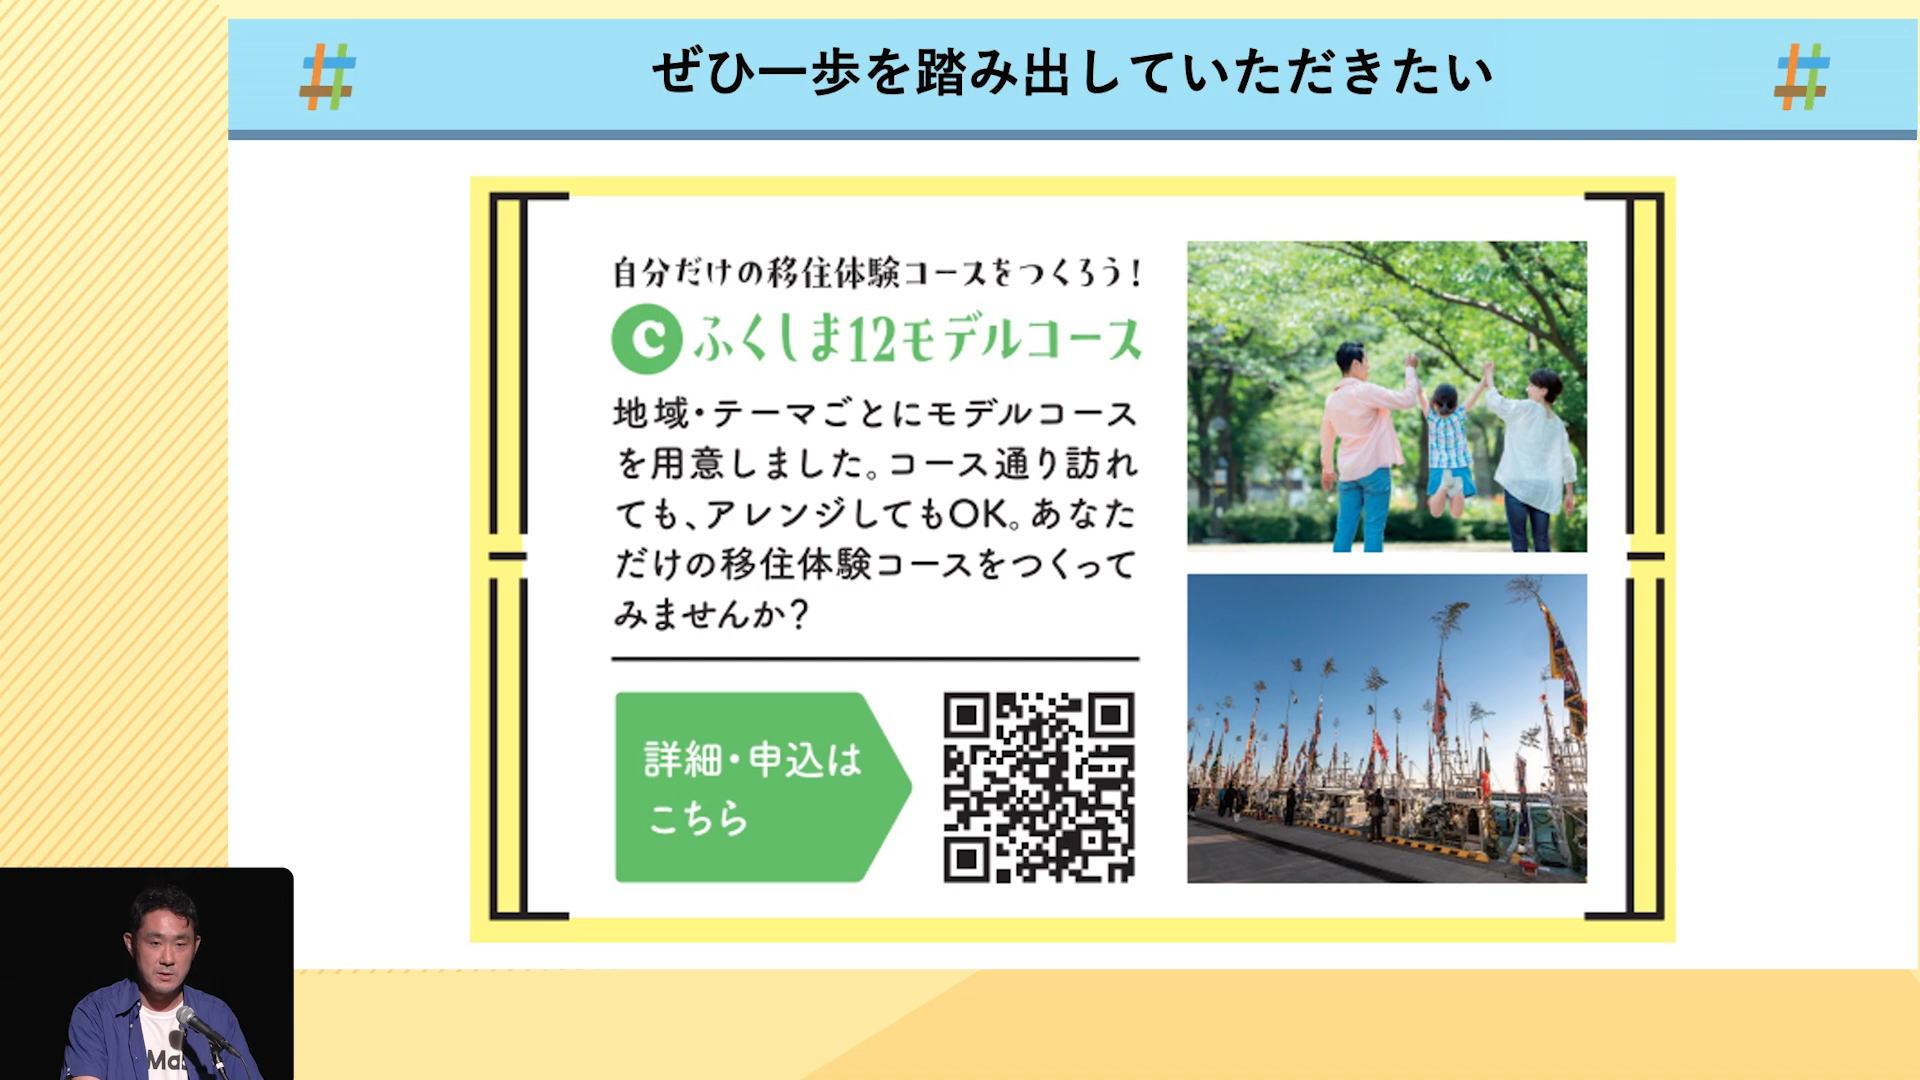 ぜひ一歩を踏み出していただきたい
自分だけの移住体験コースをつくろう!
C ふくしま12モデルコース
地域・テーマごとにモデルコース
を用意しました。コース通り訪れ
ても、アレンジしてもOK。あなた
だけの移住体験コースをつくって
みませんか?
詳細・申込は
こちら